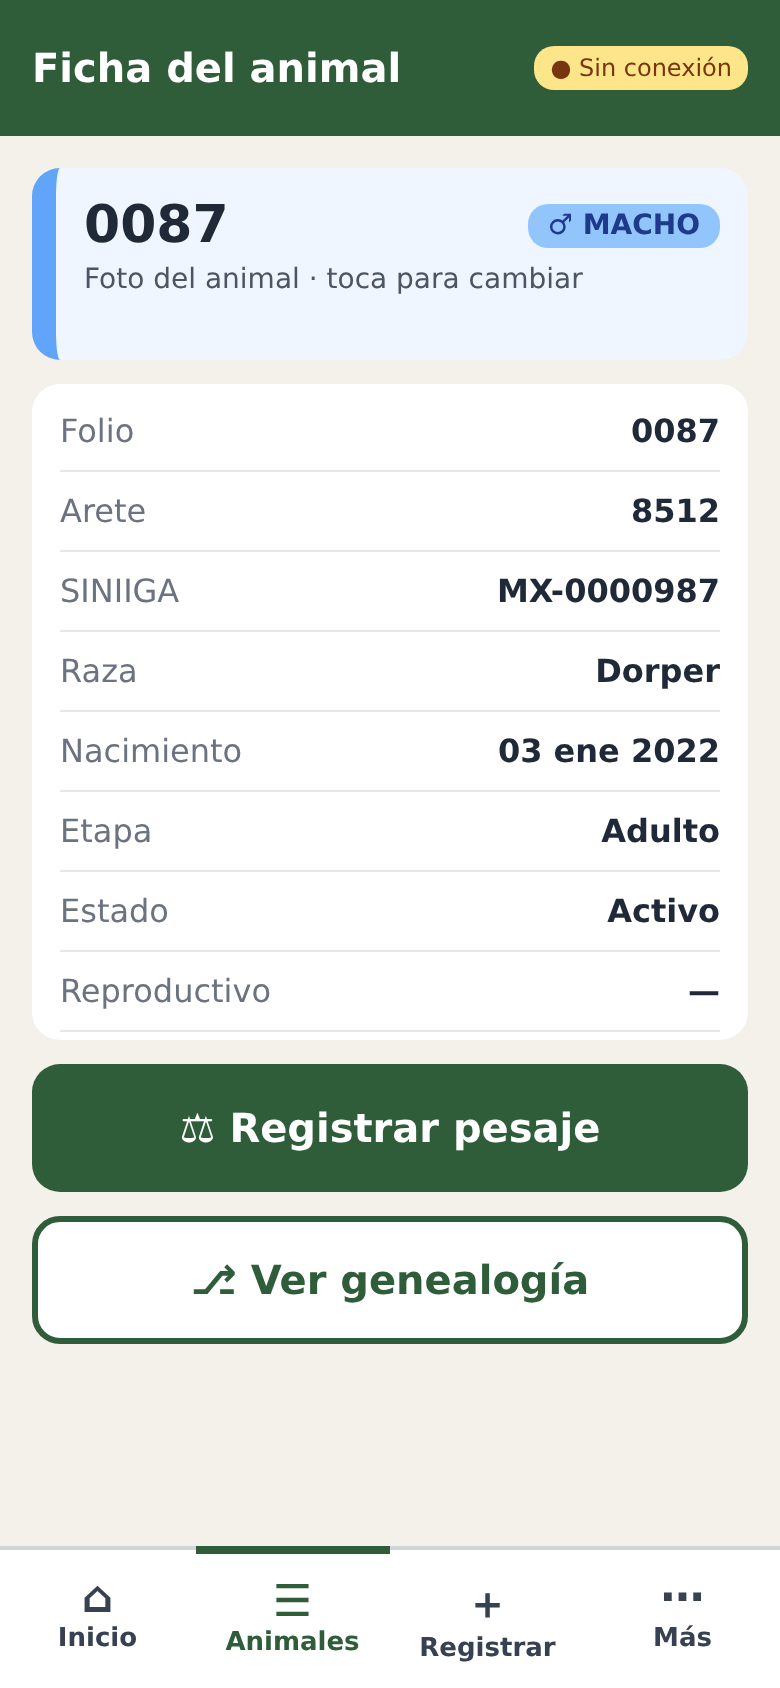 Ficha del animal
● Sin conexión
0087
♂ MACHO
Foto del animal · toca para cambiar
Folio 0087
Arete 8512
SINIIGA MX-0000987
Raza Dorper
Nacimiento 03 ene 2022
Etapa Adulto
Estado Activo
Reproductivo —
⚖ Registrar pesaje
⎇ Ver genealogía
Inicio
Animales
Registrar
Más